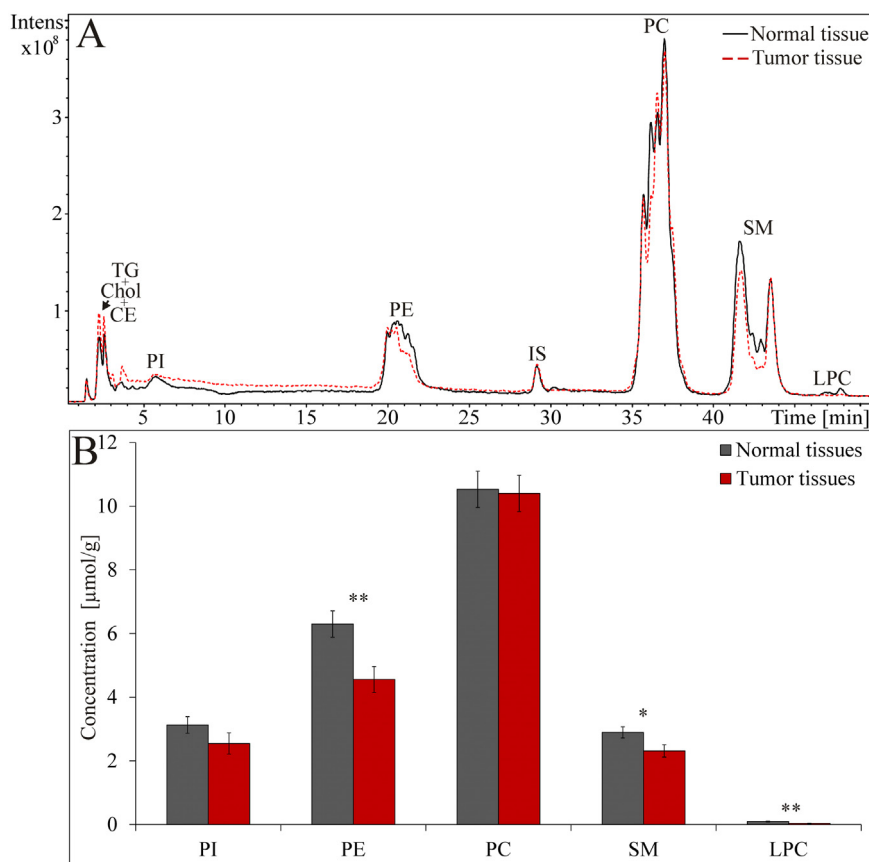 Intens.
x10⁸
A
PC
Normal tissue
Tumor tissue
3
2
SM
TG
+
Chol
+
CE
1
PE
PI
IS
LPC
5 10 15 20 25 30 35 40 Time [min]
B
12
Normal tissues
Tumor tissues
10
8
**
6
Concentration [µmol/g]
4
*
2
**
0
PI PE PC SM LPC